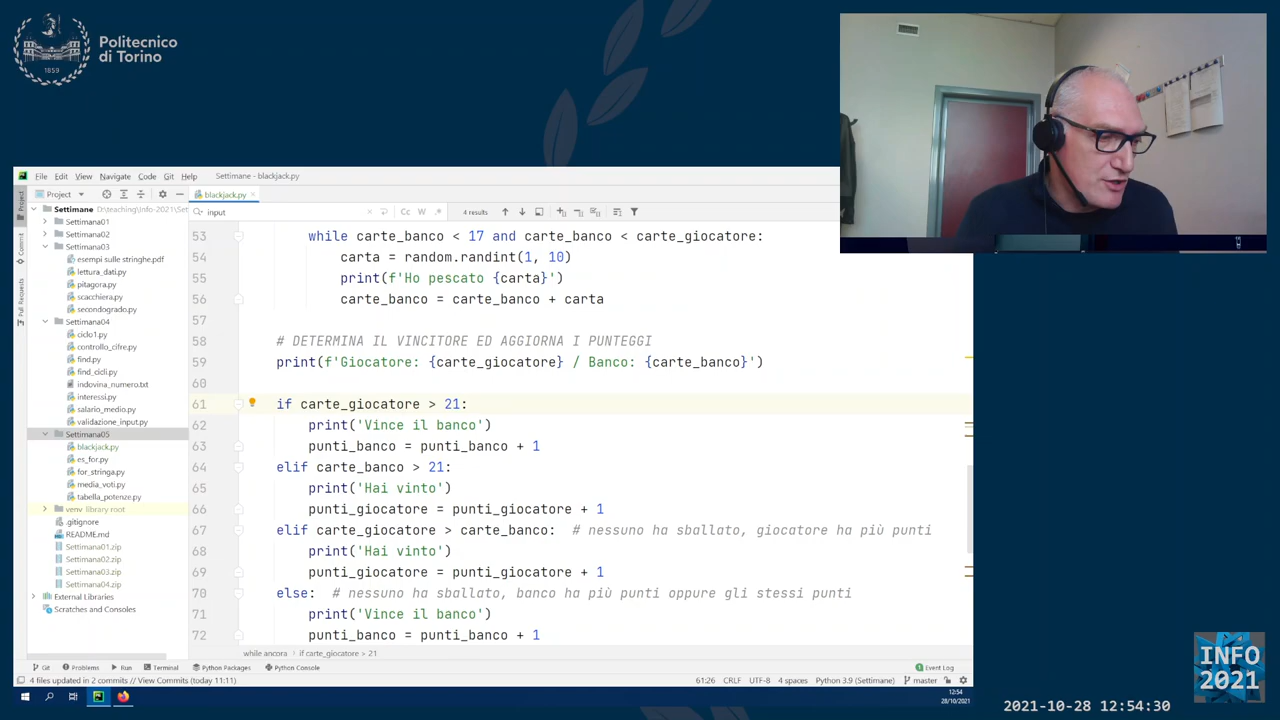 Politecnico
di Torino
1859
File Edit View Navigate Code Git Help Settimane - blackjack.py
Project
blackjack.py
Settimane D:\teaching\Info-2021\Set
input
Cc W .* 4 results
Settimana01
Settimana02
Settimana03
esempi sulle stringhe.pdf
lettura_dati.py
pitagora.py
scacchiera.py
secondogrado.py
Settimana04
ciclo1.py
controllo_cifre.py
find.py
find_cicli.py
indovina_numero.txt
interessi.py
salario_medio.py
validazione_input.py
Settimana05
blackjack.py
es_for.py
for_stringa.py
media_voti.py
tabella_potenze.py
venv library root
.gitignore
README.md
Settimana01.zip
Settimana02.zip
Settimana03.zip
Settimana04.zip
External Libraries
Scratches and Consoles
Project
Commit
Pull Requests
53 while carte_banco < 17 and carte_banco < carte_giocatore:
54 carta = random.randint(1, 10)
55 print(f'Ho pescato {carta}')
56 carte_banco = carte_banco + carta
57
58 # DETERMINA IL VINCITORE ED AGGIORNA I PUNTEGGI
59 print(f'Giocatore: {carte_giocatore} / Banco: {carte_banco}')
60
61 if carte_giocatore > 21:
62 print('Vince il banco')
63 punti_banco = punti_banco + 1
64 elif carte_banco > 21:
65 print('Hai vinto')
66 punti_giocatore = punti_giocatore + 1
67 elif carte_giocatore > carte_banco: # nessuno ha sballato, giocatore ha più punti
68 print('Hai vinto')
69 punti_giocatore = punti_giocatore + 1
70 else: # nessuno ha sballato, banco ha più punti oppure gli stessi punti
71 print('Vince il banco')
72 punti_banco = punti_banco + 1
while ancora > if carte_giocatore > 21
Git Problems Run Terminal Python Packages Python Console Event Log
4 files updated in 2 commits // View Commits (today 11:11) 61:26 CRLF UTF-8 4 spaces Python 3.9 (Settimane) master
12:54
28/10/2021
INFO
2021
2021-10-28 12:54:30